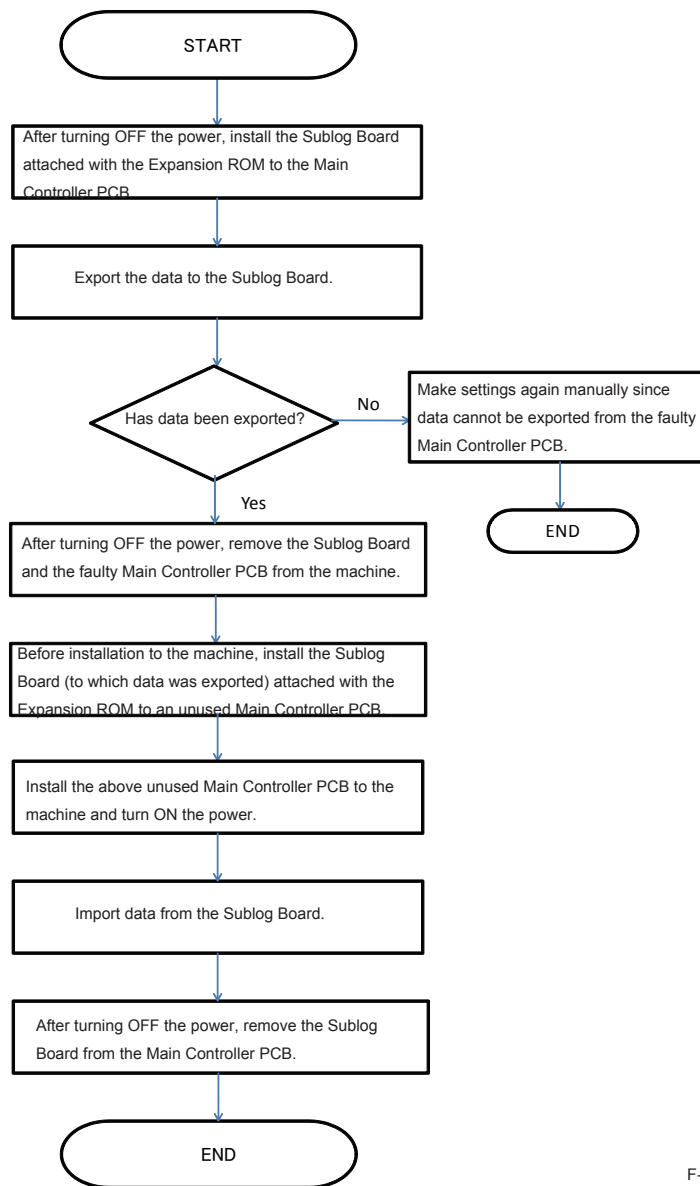 START
After turning OFF the power, install the Sublog Board
attached with the Expansion ROM to the Main
Controller PCB.
Export the data to the Sublog Board.
Has data been exported?
No
Make settings again manually since
data cannot be exported from the faulty
Main Controller PCB.
END
Yes
After turning OFF the power, remove the Sublog Board
and the faulty Main Controller PCB from the machine.
Before installation to the machine, install the Sublog
Board (to which data was exported) attached with the
Expansion ROM to an unused Main Controller PCB.
Install the above unused Main Controller PCB to the
machine and turn ON the power.
Import data from the Sublog Board.
After turning OFF the power, remove the Sublog
Board from the Main Controller PCB.
END
F-